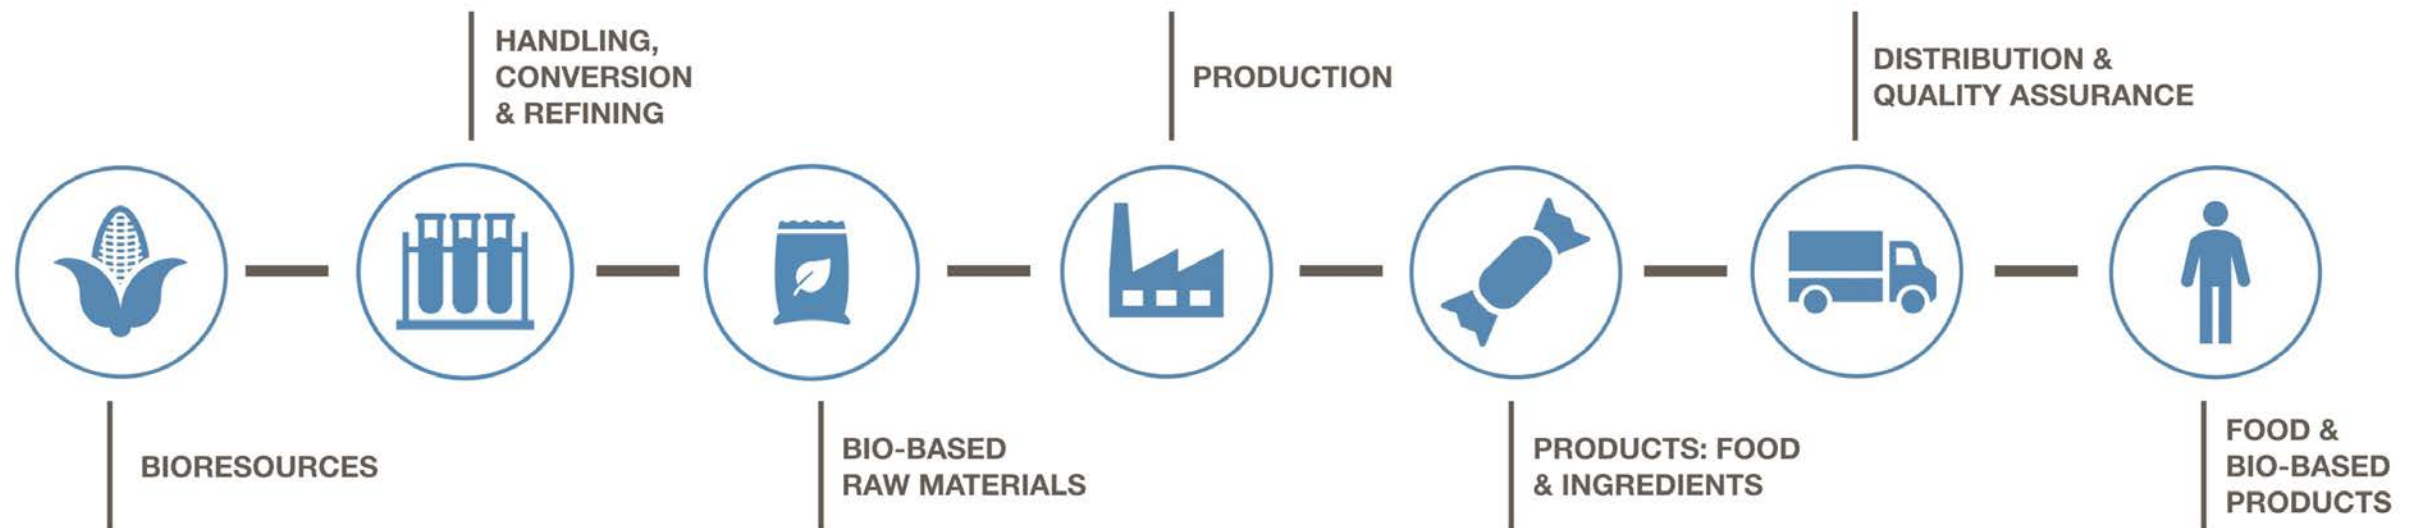 BIORESOURCES
HANDLING,
CONVERSION
& REFINING
BIO-BASED
RAW MATERIALS
PRODUCTION
PRODUCTS: FOOD
& INGREDIENTS
DISTRIBUTION &
QUALITY ASSURANCE
FOOD &
BIO-BASED
PRODUCTS